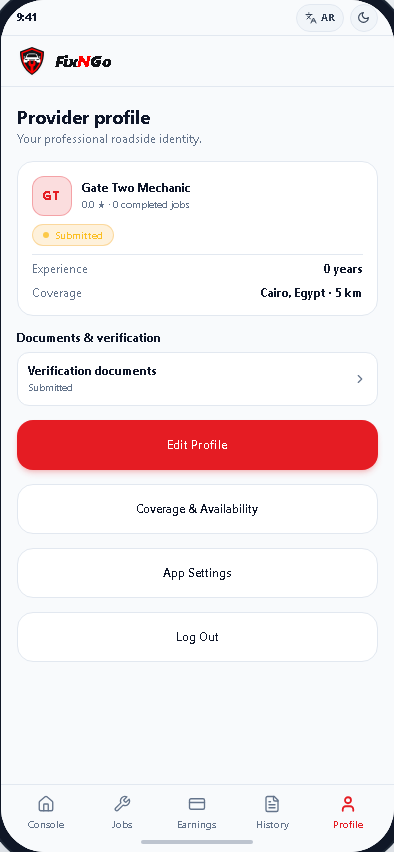 9:41
AR
FixNGo
Provider profile
Your professional roadside identity.
GT
Gate Two Mechanic
0.0 ★ · 0 completed jobs
Submitted
Experience
0 years
Coverage
Cairo, Egypt · 5 km
Documents & verification
Verification documents
Submitted
Edit Profile
Coverage & Availability
App Settings
Log Out
Console
Jobs
Earnings
History
Profile